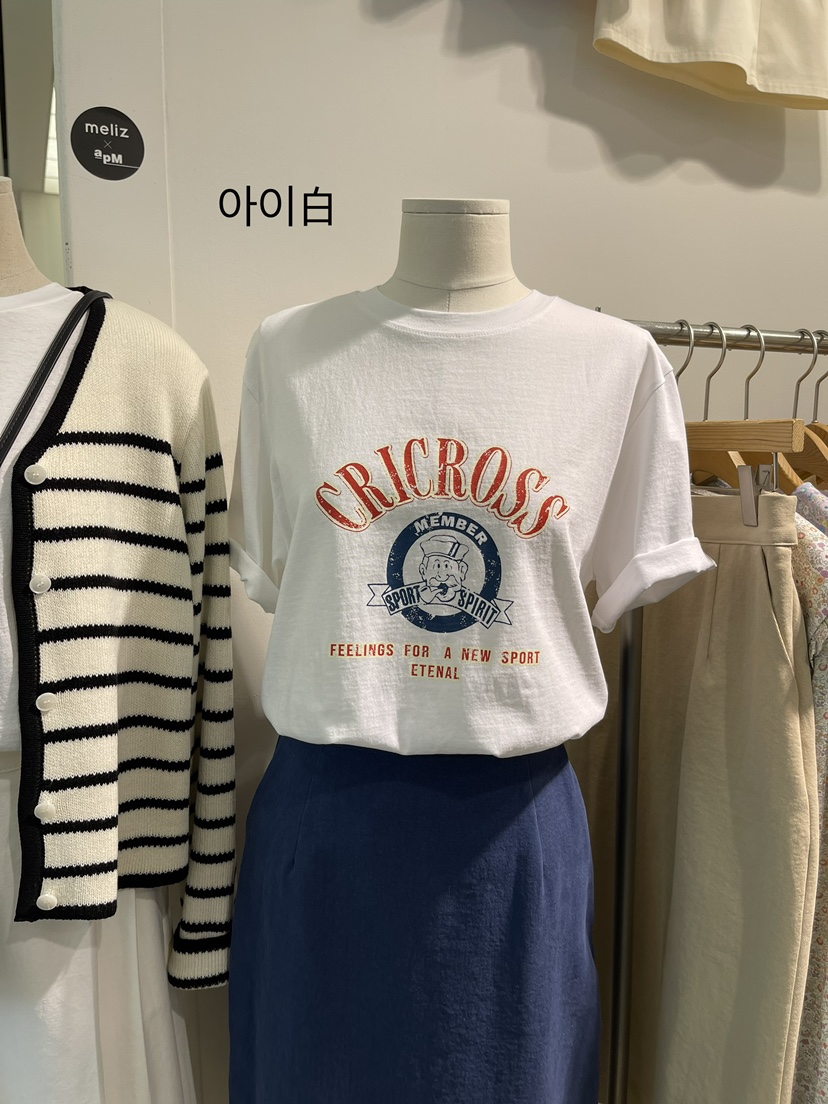 meliz
×
apM
아이白
CRICROSS
MEMBER
SPORT SPIRIT
FEELINGS FOR A NEW SPORT
ETENAL